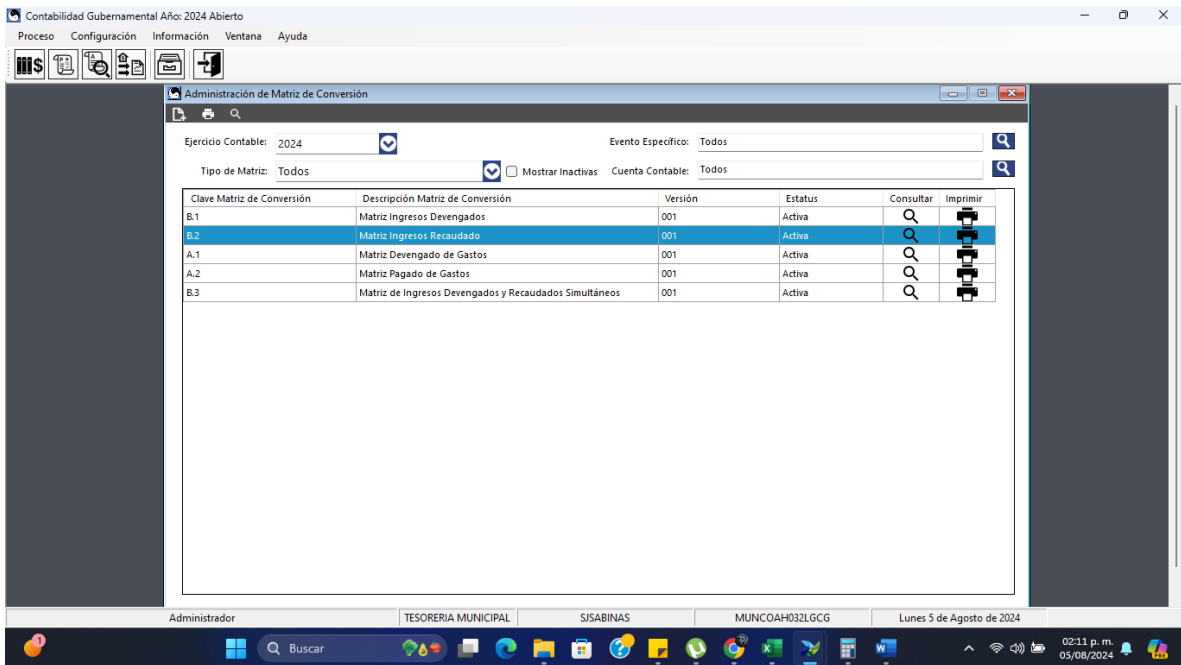 Contabilidad Gubernamental Año: 2024 Abierto
Proceso Configuración Información Ventana Ayuda
Administración de Matriz de Conversión
Ejercicio Contable: 2024 Evento Específico: Todos
Tipo de Matriz: Todos Mostrar Inactivas Cuenta Contable: Todos
Clave Matriz de Conversión Descripción Matriz de Conversión Versión Estatus Consultar Imprimir
B.1 Matriz Ingresos Devengados 001 Activa
B.2 Matriz Ingresos Recaudado 001 Activa
A.1 Matriz Devengado de Gastos 001 Activa
A.2 Matriz Pagado de Gastos 001 Activa
B.3 Matriz de Ingresos Devengados y Recaudados Simultáneos 001 Activa
Administrador TESORERIA MUNICIPAL SJSABINAS MUNCOAH032LGCG Lunes 5 de Agosto de 2024
1 Buscar 02:11 p. m.
05/08/2024